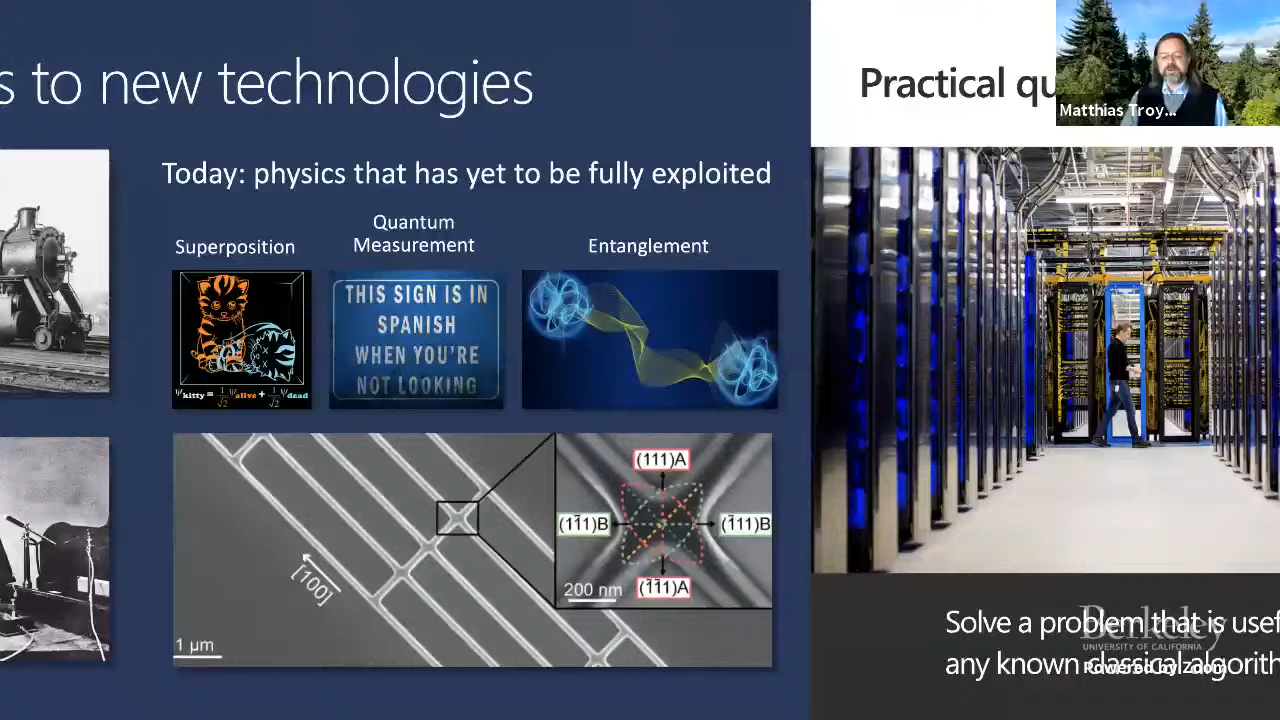 s to new technologies
Today: physics that has yet to be fully exploited
Superposition
Quantum
Measurement
Entanglement
THIS SIGN IS IN
SPANISH
WHEN YOU'RE
NOT LOOKING
Ψkitty = 1/√2 Ψalive + 1/√2 Ψdead
(111)A
(11̅1)B
(1̅11)B
(1̅1̅1)A
200 nm
[100]
1 µm
Practical qu
Matthias Troy...
Solve a problem that is usef
any known classical algorith
Berkeley
UNIVERSITY OF CALIFORNIA
Powered by Zoom